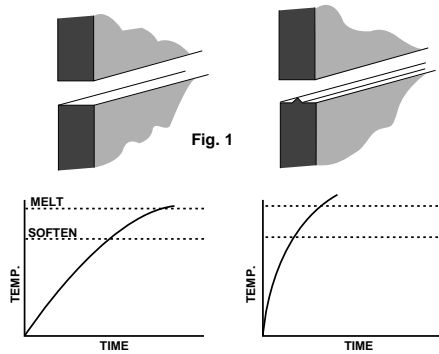 Fig. 1
MELT
SOFTEN
TEMP.
TIME
TEMP.
TIME